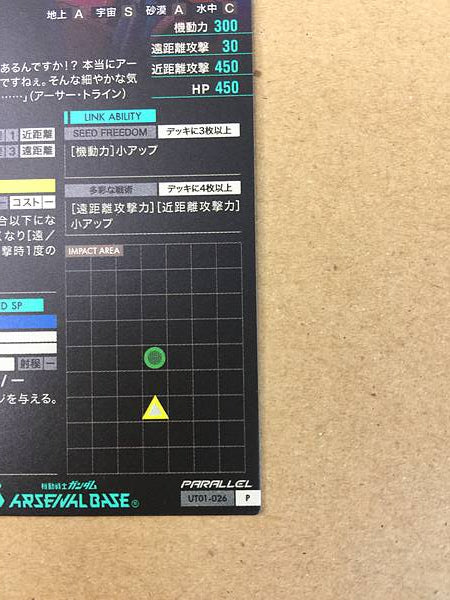 地上 A 宇宙 S 砂漠 A 水中 C
機動力 300
遠距離攻撃 30
近距離攻撃 450
HP 450
あるんですか!? 本当にアー
ですねぇ。そんな細やかな気
……」(アーサー・トライン)
LINK ABILITY
SEED FREEDOM デッキに3枚以上
[機動力]小アップ
1 近距離
3 遠距離
多彩な戦術 デッキに4枚以上
[遠距離攻撃力][近距離攻撃力]
小アップ
コスト ー
合以下にな
くなり[遠/
撃時1度の
IMPACT AREA
D SP
射程 ー
/ー
ジを与える。
機動戦士ガンダム
ARSENAL BASE®
PARALLEL
UT01-026 P